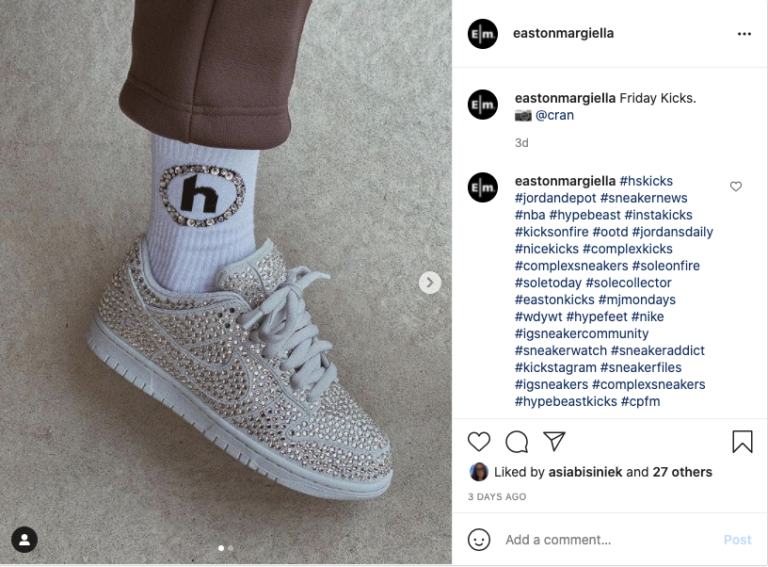 h
E|m.
eastonmargiella
E|m.
eastonmargiella Friday Kicks.
@cran
3d
E|m.
eastonmargiella #hskicks
#jordandepot #sneakernews
#nba #hypebeast #instakicks
#kicksonfire #ootd #jordansdaily
#nicekicks #complexkicks
#complexsneakers #soleonfire
#soletoday #solecollector
#eastonkicks #mjmondays
#wdywt #hypefeet #nike
#igsneakercommunity
#sneakerwatch #sneakeraddict
#kickstagram #sneakerfiles
#igsneakers #complexsneakers
#hypebeastkicks #cpfm
Liked by asiabisiniek and 27 others
3 DAYS AGO
Add a comment... Post